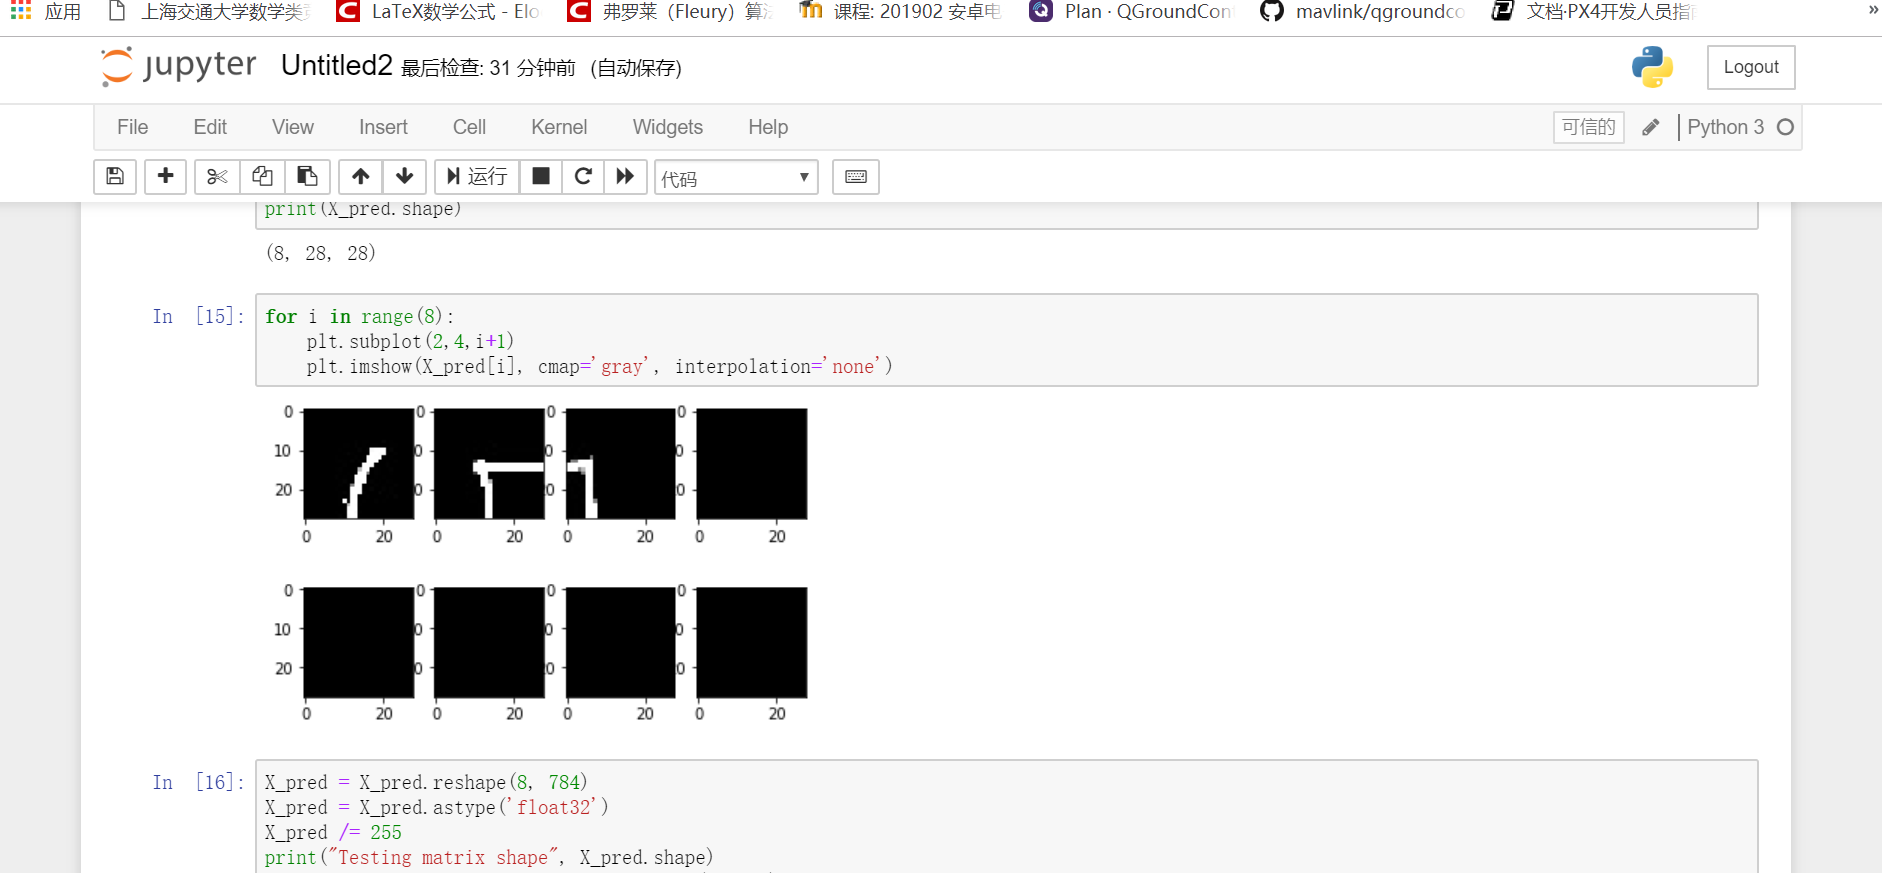 应用 上海交通大学数学类 LaTeX数学公式 - Elo 弗罗莱（Fleury）算法 课程: 201902 安卓电 Plan · QGroundCont mavlink/qgroundco 文档·PX4开发人员指南 »
jupyter Untitled2 最后检查: 31 分钟前 (自动保存) Logout
File Edit View Insert Cell Kernel Widgets Help 可信的 Python 3
运行 代码
print(X_pred.shape)
(8, 28, 28)
In [15]: for i in range(8):
plt.subplot(2,4,i+1)
plt.imshow(X_pred[i], cmap='gray', interpolation='none')
0 0 0 0
10 0 0 0
20 0 0 0
0 20 0 20 0 20 0 20
0 0 0 0
10 0 0 0
20 0 0 0
0 20 0 20 0 20 0 20
In [16]: X_pred = X_pred.reshape(8, 784)
X_pred = X_pred.astype('float32')
X_pred /= 255
print("Testing matrix shape", X_pred.shape)